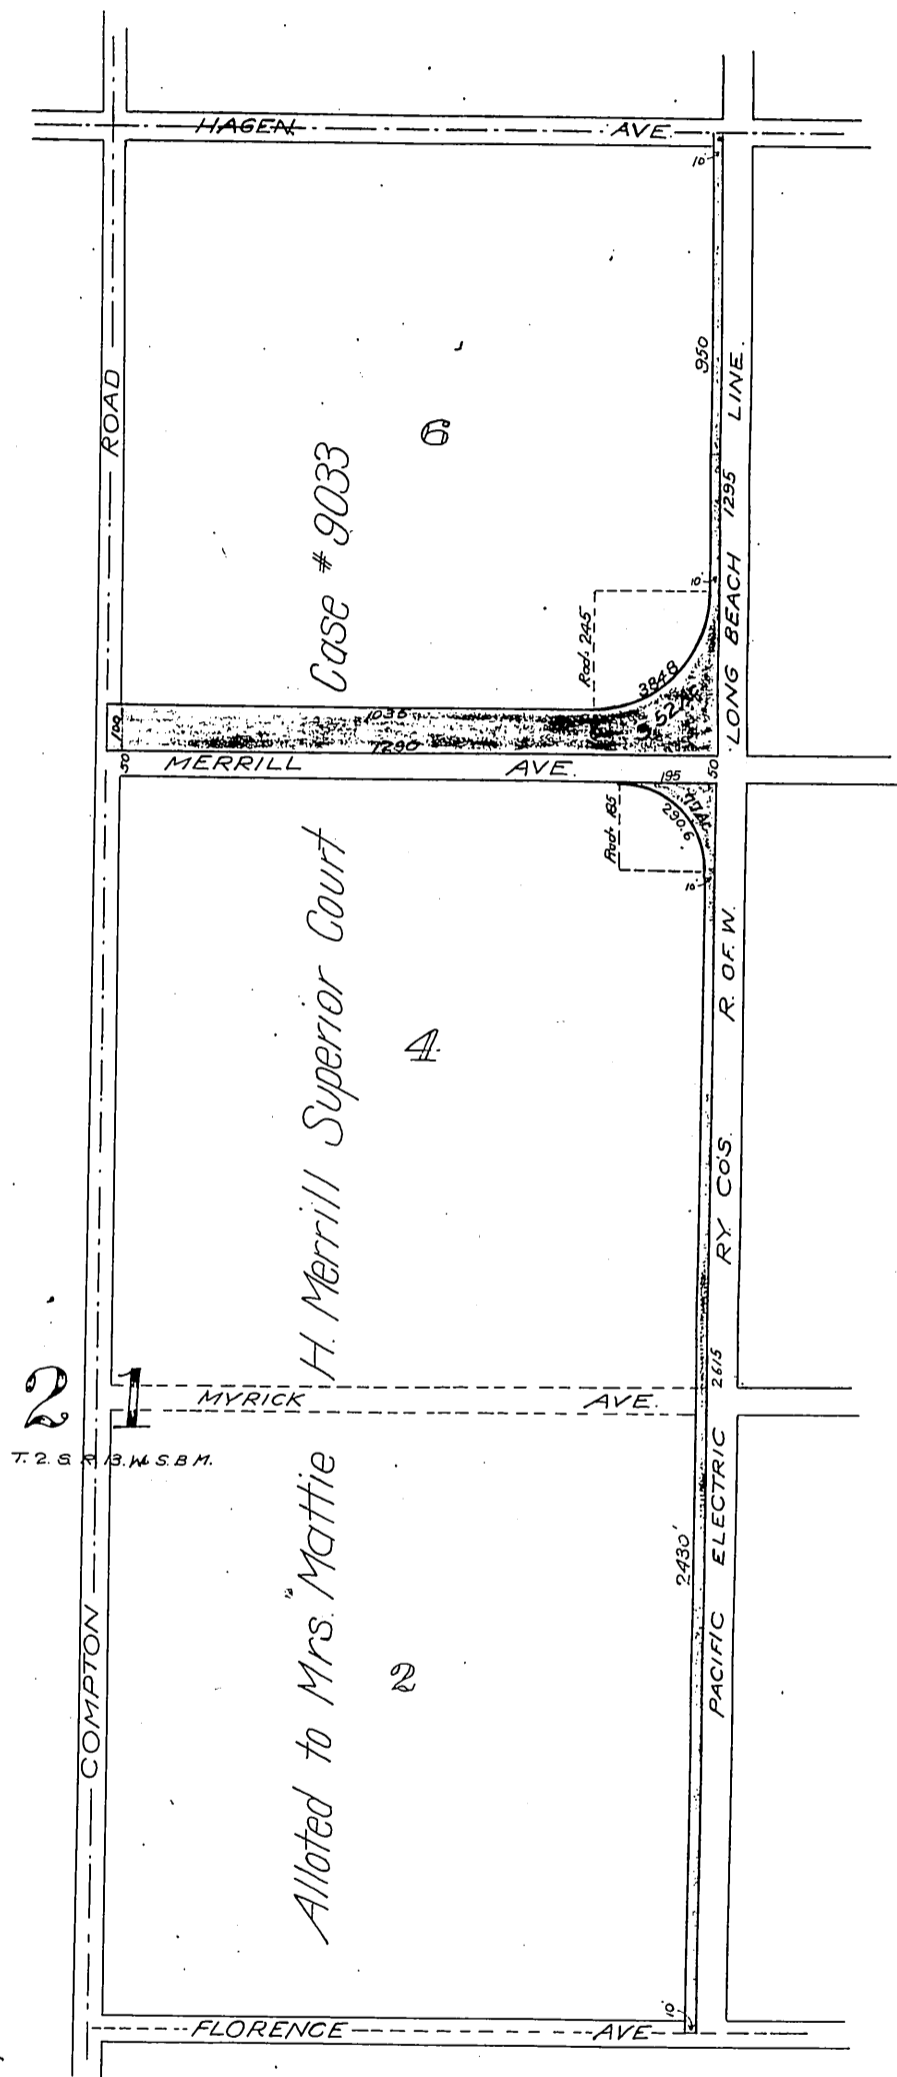 HAGEN AVE.
10'
950
ROAD
LONG BEACH 1295 LINE.
6
Case # 9033
10'
Rad. 245
384.8
100
1035
1290
50
MERRILL AVE.
50
195
290.6
Rad. 185
10'
R. OF. W.
H. Merrill Superior Court
4
RY. CO'S.
2615
2 1
MYRICK AVE.
T. 2. S. R. 13. W. S. B. M.
PACIFIC ELECTRIC
2430'
Alloted to Mrs. "Mattie
COMPTON
2
10'
FLORENCE AVE